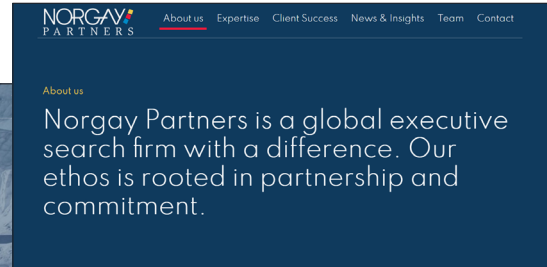 NORGAY
PARTNERS
About us Expertise Client Success News & Insights Team Contact
About us
Norgay Partners is a global executive
search firm with a difference. Our
ethos is rooted in partnership and
commitment.